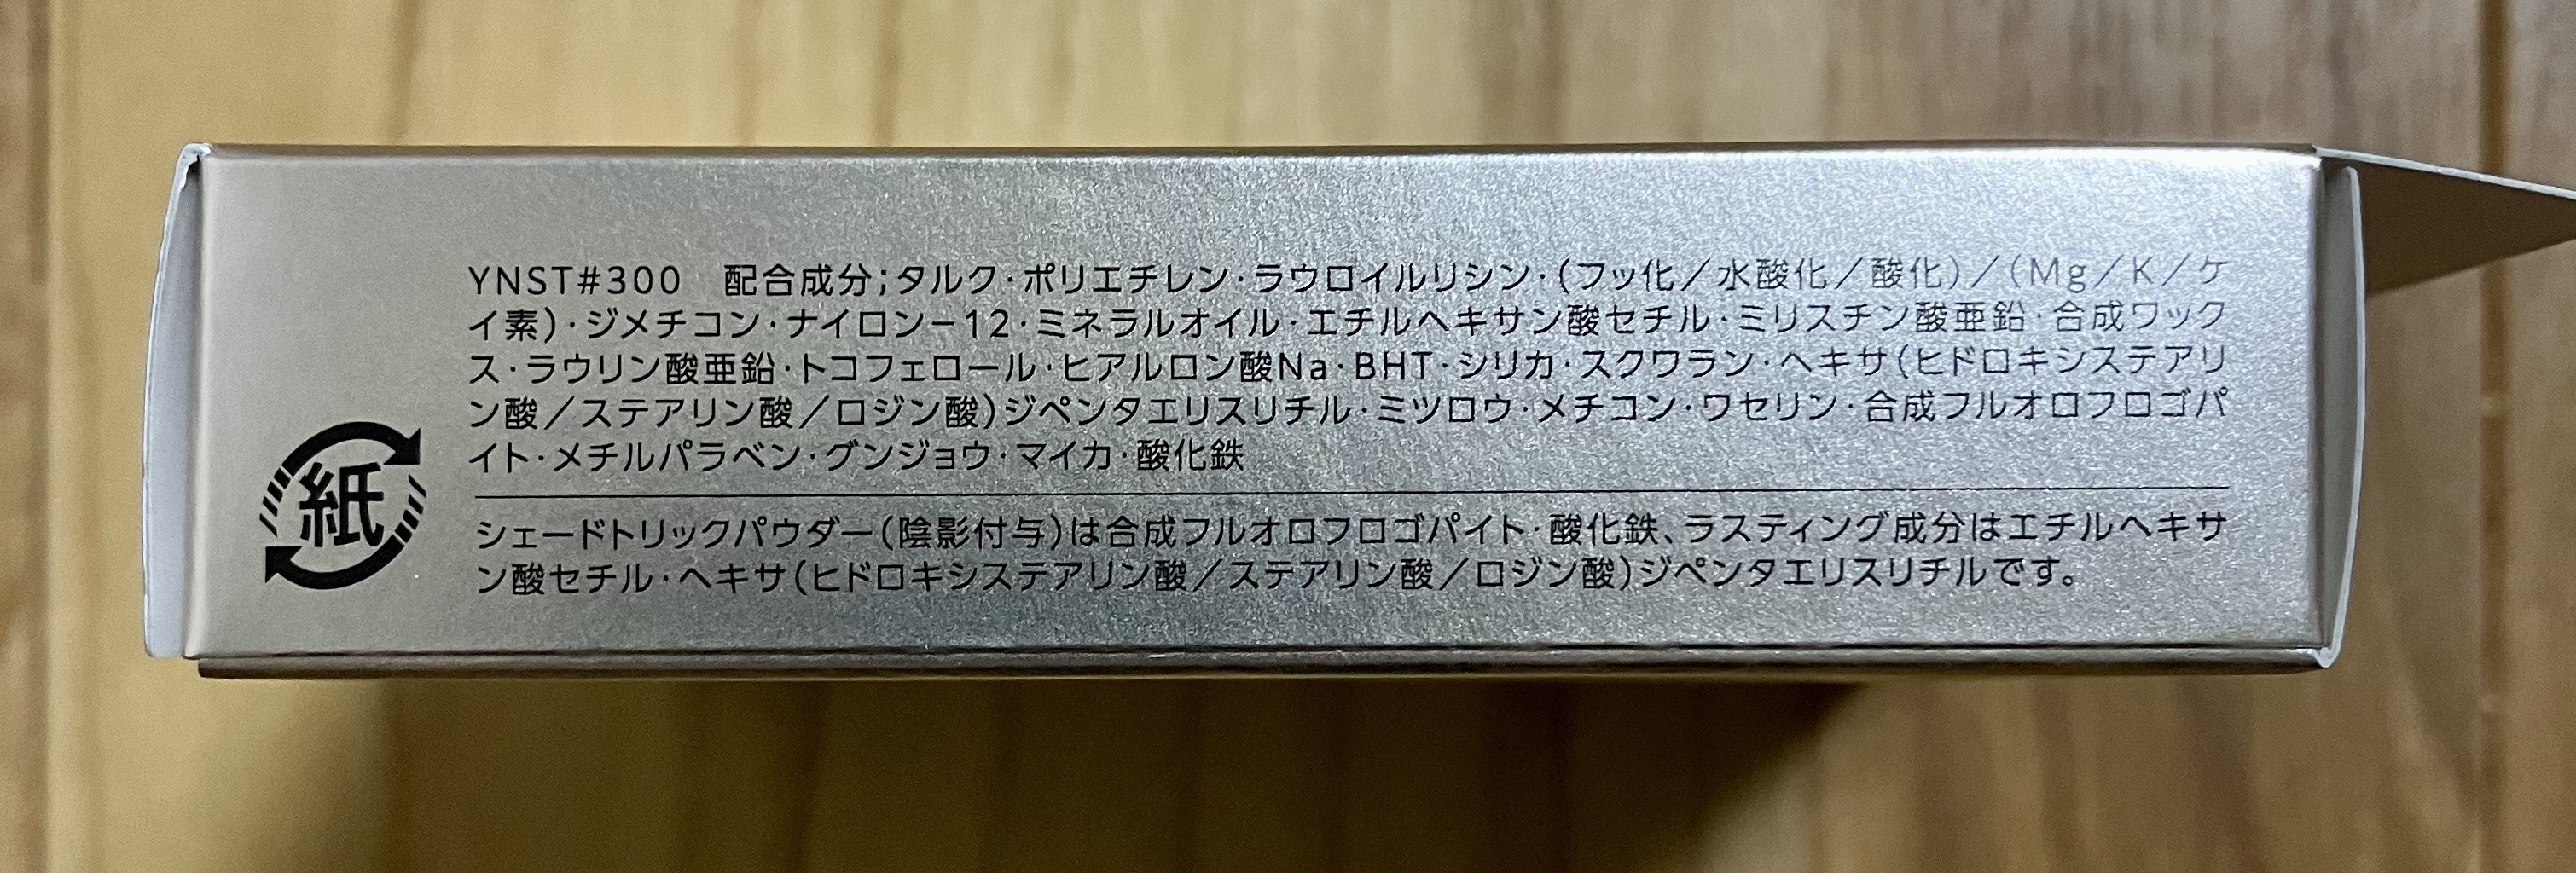 YNST#300　配合成分;タルク・ポリエチレン・ラウロイルリシン・(フッ化／水酸化／酸化)／(Mg／K／ケ
イ素)・ジメチコン・ナイロン−12・ミネラルオイル・エチルヘキサン酸セチル・ミリスチン酸亜鉛・合成ワック
ス・ラウリン酸亜鉛・トコフェロール・ヒアルロン酸Na・BHT・シリカ・スクワラン・ヘキサ(ヒドロキシステアリ
ン酸／ステアリン酸／ロジン酸)ジペンタエリスリチル・ミツロウ・メチコン・ワセリン・合成フルオロフロゴパ
イト・メチルパラベン・グンジョウ・マイカ・酸化鉄
紙
シェードトリックパウダー(陰影付与)は合成フルオロフロゴパイト・酸化鉄、ラスティング成分はエチルヘキサ
ン酸セチル・ヘキサ(ヒドロキシステアリン酸／ステアリン酸／ロジン酸)ジペンタエリスリチルです。